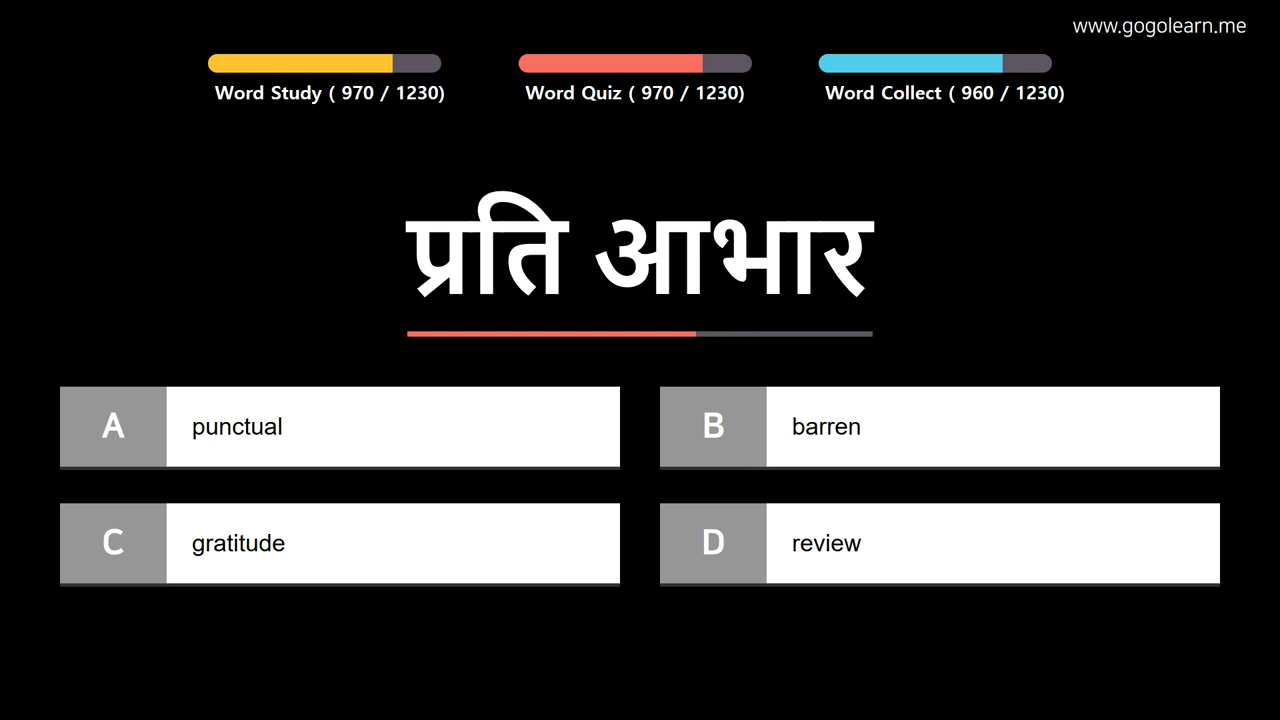 www.gogolearn.me
Word Study ( 970 / 1230)
Word Quiz ( 970 / 1230)
Word Collect ( 960 / 1230)
प्रति आभार
A punctual
B barren
C gratitude
D review